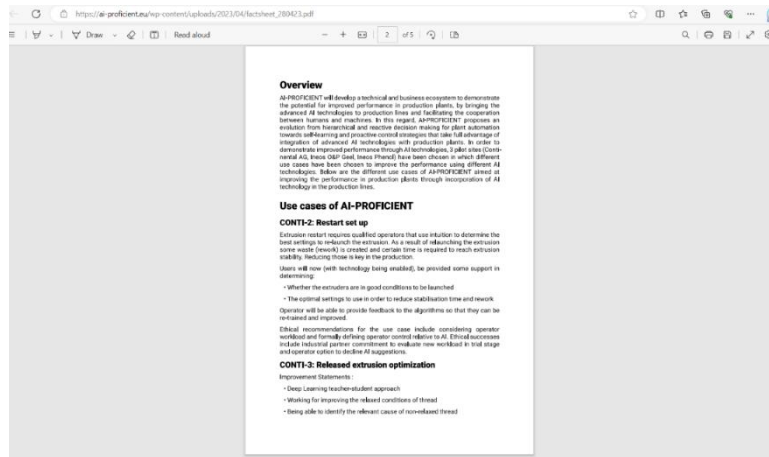 https://ai-proficient.eu/wp-content/uploads/2023/04/factsheet_280423.pdf
Draw
Read aloud
2
of 5
Overview
AI-PROFICIENT will develop a technical and business ecosystem to demonstrate
the potential for improved performance in production plants, by bringing the
advanced AI technologies to production lines and facilitating the cooperation
between humans and machines. In this regard, AI-PROFICIENT proposes an
evolution from hierarchical and reactive decision making for plant automation
towards self-learning and proactive control strategies that take full advantage of
integration of advanced AI technologies with production plants. In order to
demonstrate improved performance through AI technologies, 3 pilot sites (Conti-
nental AG, Ineos O&P Geel, Ineos Phenol) have been chosen in which different
use cases have been chosen to improve the performance using different AI
technologies. Below are the different use cases of AI-PROFICIENT aimed at
improving the performance in production plants through incorporation of AI
technology in the production lines.
Use cases of AI-PROFICIENT
CONTI-2: Restart set up
Extrusion restart requires qualified operators that use intuition to determine the
best settings to re-launch the extrusion. As a result of relaunching the extrusion
some waste (rework) is created and certain time is required to reach extrusion
stability. Reducing those is key in the production.
Users will now (with technology being enabled), be provided some support in
determining:
• Whether the extruders are in good conditions to be launched
• The optimal settings to use in order to reduce stabilisation time and rework
Operator will be able to provide feedback to the algorithms so that they can be
re-trained and improved.
Ethical recommendations for the use case include considering operator
workload and formally defining operator control relative to AI. Ethical successes
include industrial partner commitment to evaluate new workload in trial stage
and operator option to decline AI suggestions.
CONTI-3: Released extrusion optimization
Improvement Statements :
• Deep Learning teacher-student approach
• Working for improving the relaxed conditions of thread
• Being able to identify the relevant cause of non-relaxed thread